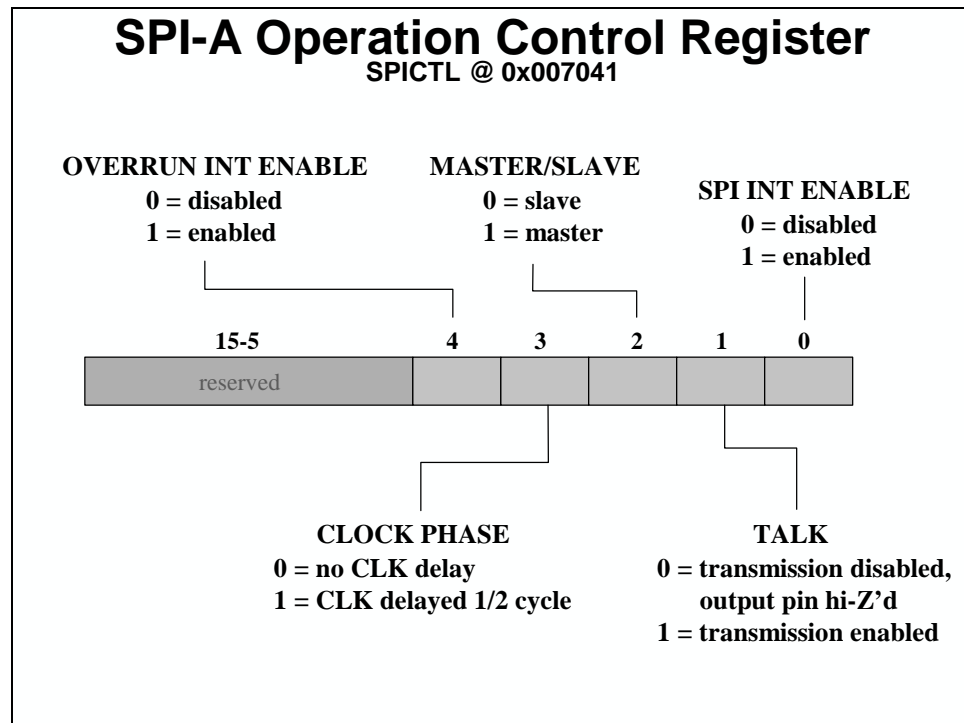 SPI-A Operation Control Register
SPICTL @ 0x007041
OVERRUN INT ENABLE
0 = disabled
1 = enabled
MASTER/SLAVE
0 = slave
1 = master
SPI INT ENABLE
0 = disabled
1 = enabled
15-5 4 3 2 1 0
reserved
CLOCK PHASE
0 = no CLK delay
1 = CLK delayed 1/2 cycle
TALK
0 = transmission disabled,
output pin hi-Z’d
1 = transmission enabled